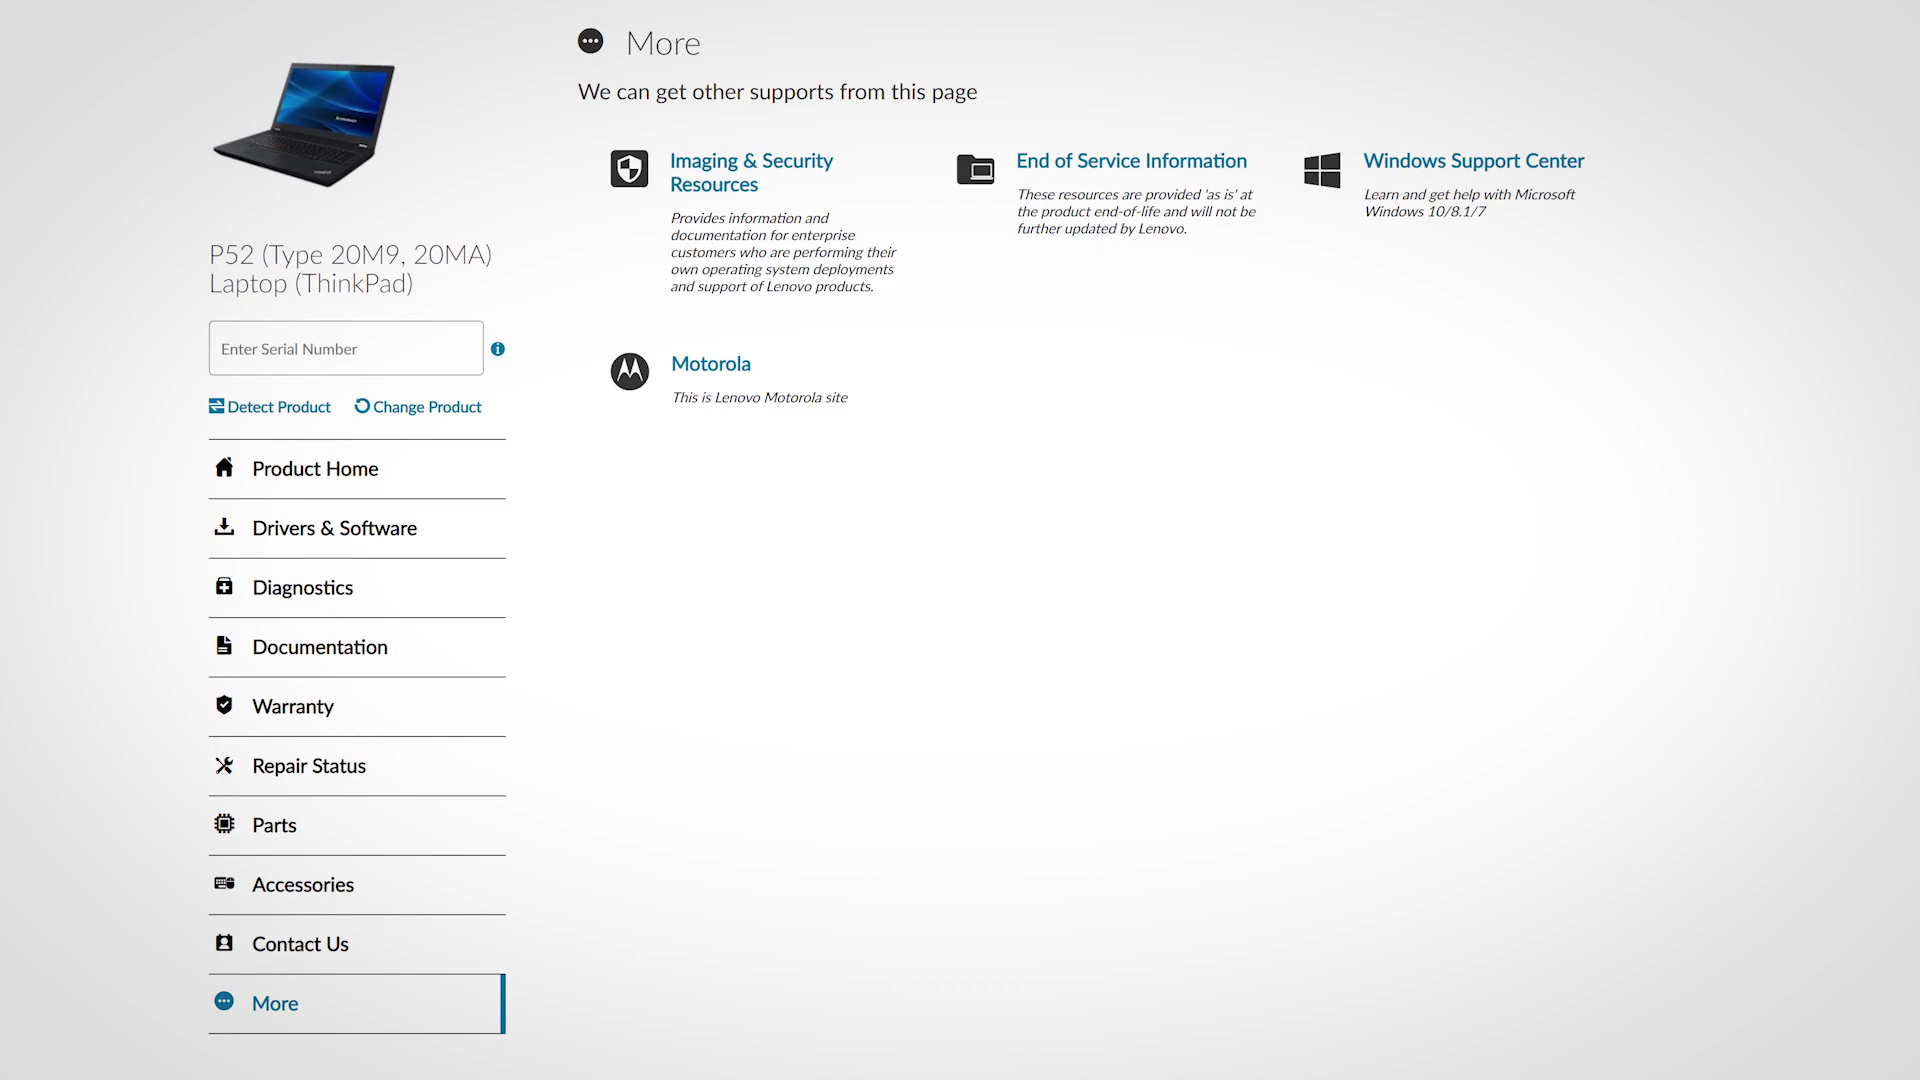 P52 (Type 20M9, 20MA)
Laptop (ThinkPad)
Enter Serial Number
Detect Product
Change Product
Product Home
Drivers & Software
Diagnostics
Documentation
Warranty
Repair Status
Parts
Accessories
Contact Us
More
More
We can get other supports from this page
Imaging & Security
Resources
Provides information and
documentation for enterprise
customers who are performing their
own operating system deployments
and support of Lenovo products.
End of Service Information
These resources are provided 'as is' at
the product end-of-life and will not be
further updated by Lenovo.
Windows Support Center
Learn and get help with Microsoft
Windows 10/8.1/7
Motorola
This is Lenovo Motorola site